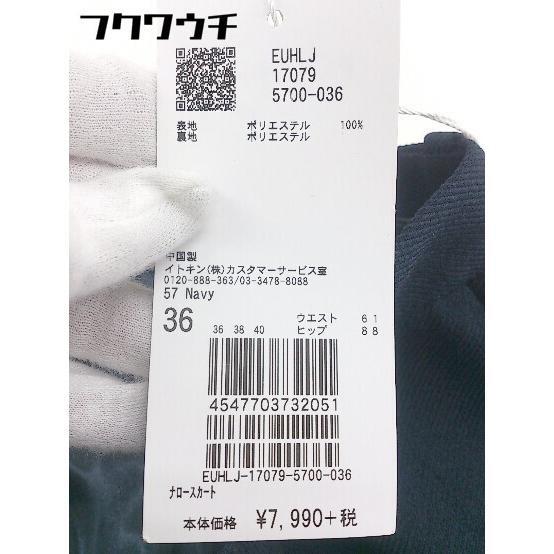 フクワウチ
EUHLJ
17079
5700-036
表地 ポリエステル 100%
裏地 ポリエステル
中国製
イトキン(株)カスタマーサービス室
0120-888-363/03-3478-8088
57 Navy
36 36 38 40 ウエスト 61
ヒップ 88
4547703732051
EUHLJ-17079-5700-036
ナロースカート
本体価格 ¥7,990+税